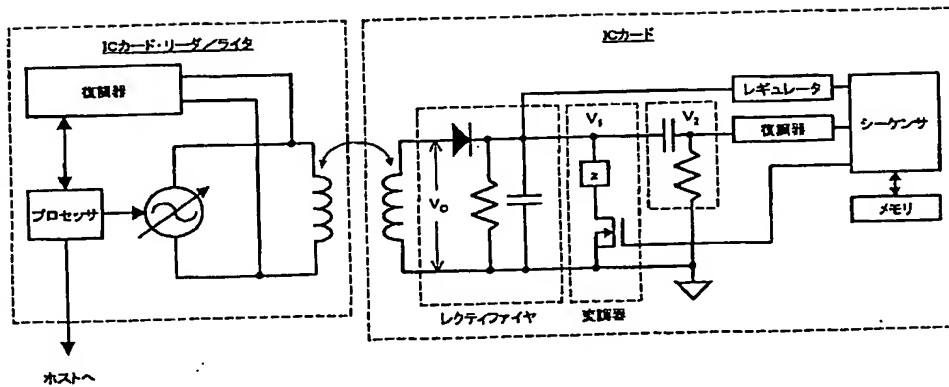 ICカード・リーダ/ライタ
復調器
プロセッサ
ホストへ
ICカード
V0
レクティファイヤ
V1
Z
変調器
V2
レギュレータ
復調器
シーケンサ
メモリ